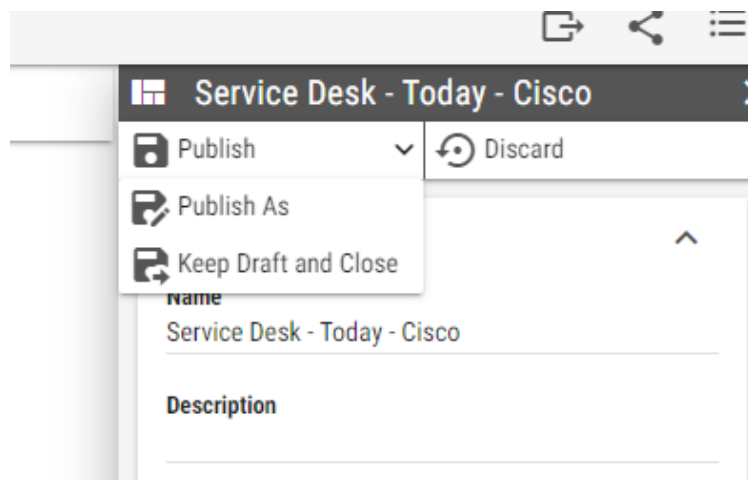 Service Desk - Today - Cisco
Publish
Discard
Publish As
Keep Draft and Close
Name
Service Desk - Today - Cisco
Description